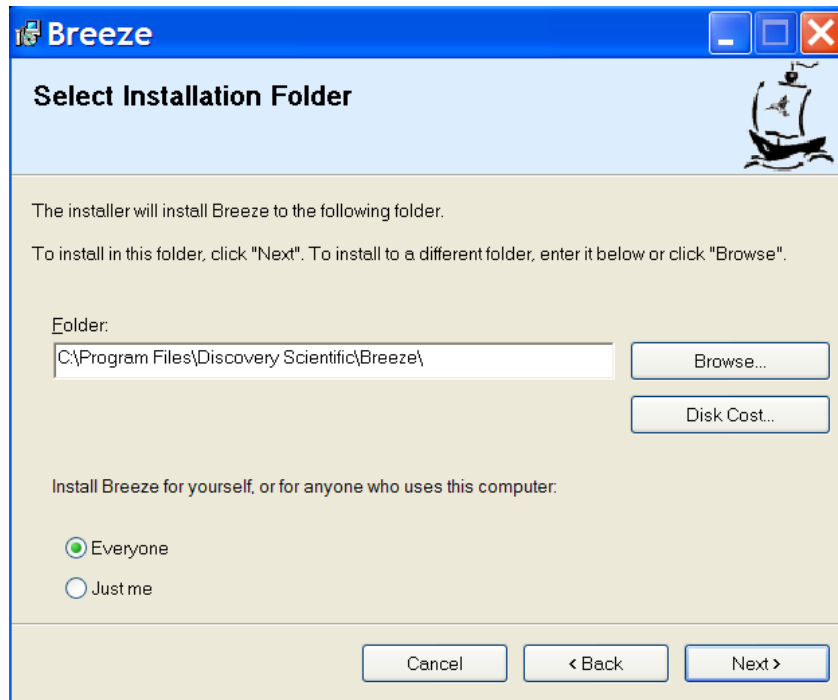 Breeze
Select Installation Folder
The installer will install Breeze to the following folder.
To install in this folder, click "Next". To install to a different folder, enter it below or click "Browse".
Folder:
C:\Program Files\Discovery Scientific\Breeze\
Browse...
Disk Cost...
Install Breeze for yourself, or for anyone who uses this computer:
Everyone
Just me
Cancel
< Back
Next >